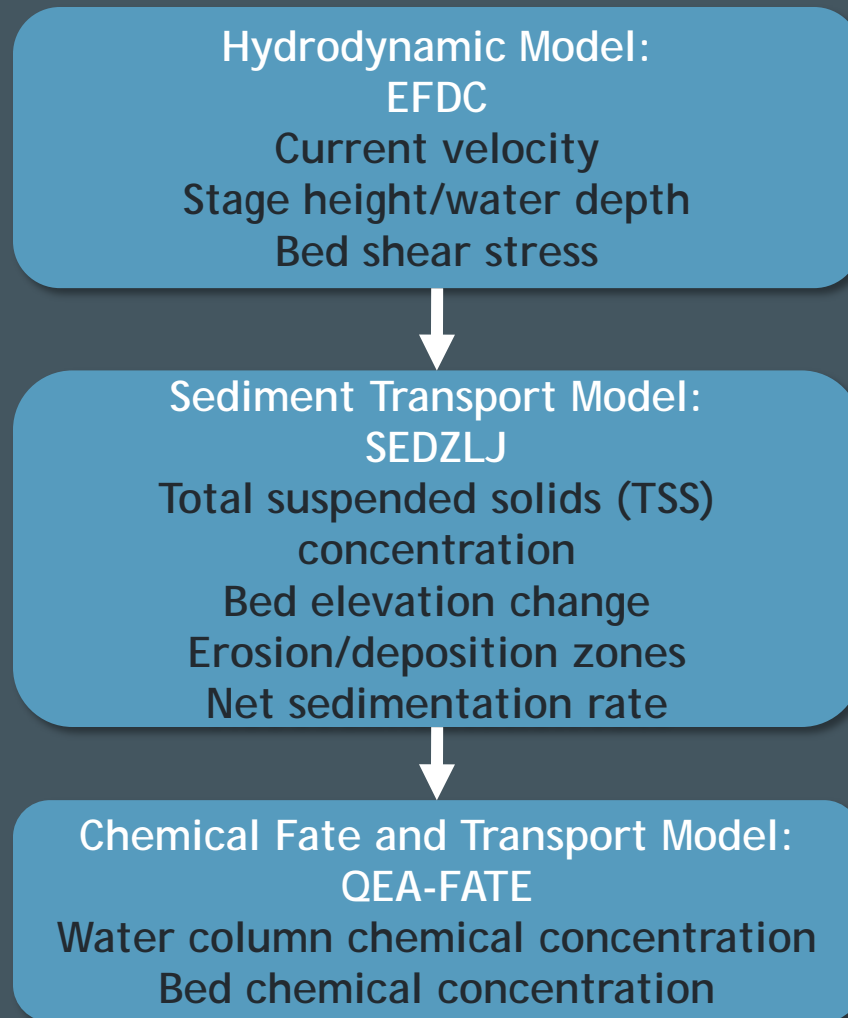 Hydrodynamic Model:
EFDC
Current velocity
Stage height/water depth
Bed shear stress
Sediment Transport Model:
SEDZLJ
Total suspended solids (TSS)
concentration
Bed elevation change
Erosion/deposition zones
Net sedimentation rate
Chemical Fate and Transport Model:
QEA-FATE
Water column chemical concentration
Bed chemical concentration